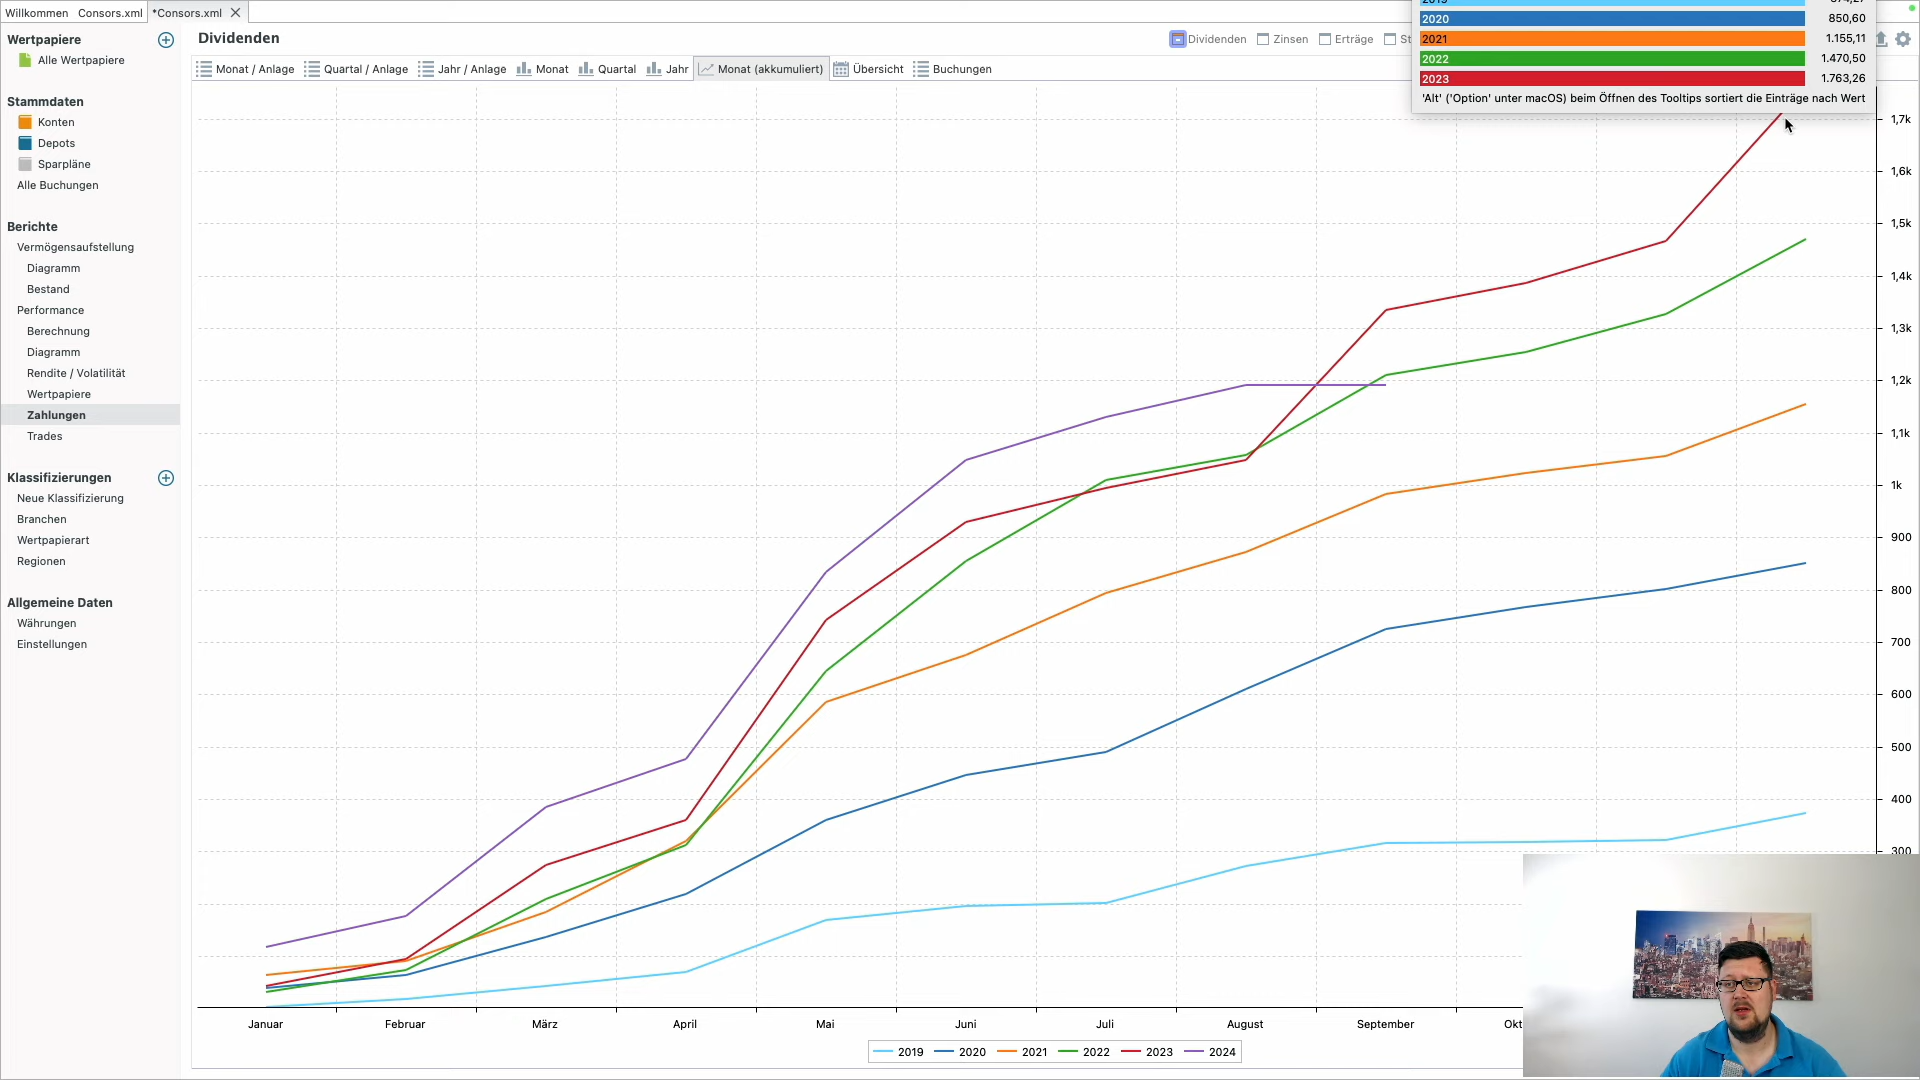 Willkommen Consors.xml *Consors.xml
Wertpapiere
Alle Wertpapiere
Stammdaten
Konten
Depots
Sparpläne
Alle Buchungen
Berichte
Vermögensaufstellung
Diagramm
Bestand
Performance
Berechnung
Diagramm
Rendite / Volatilität
Wertpapiere
Zahlungen
Trades
Klassifizierungen
Neue Klassifizierung
Branchen
Wertpapierart
Regionen
Allgemeine Daten
Währungen
Einstellungen
Dividenden
Dividenden Zinsen Erträge
Monat / Anlage Quartal / Anlage Jahr / Anlage Monat Quartal Jahr Monat (akkumuliert) Übersicht Buchungen
2020 850,60
2021 1.155,11
2022 1.470,50
2023 1.763,26
'Alt' ('Option' unter macOS) beim Öffnen des Tooltips sortiert die Einträge nach Wert
1,7k
1,6k
1,5k
1,4k
1,3k
1,2k
1,1k
1k
900
800
700
600
500
400
300
Januar Februar März April Mai Juni Juli August September
2019 2020 2021 2022 2023 2024